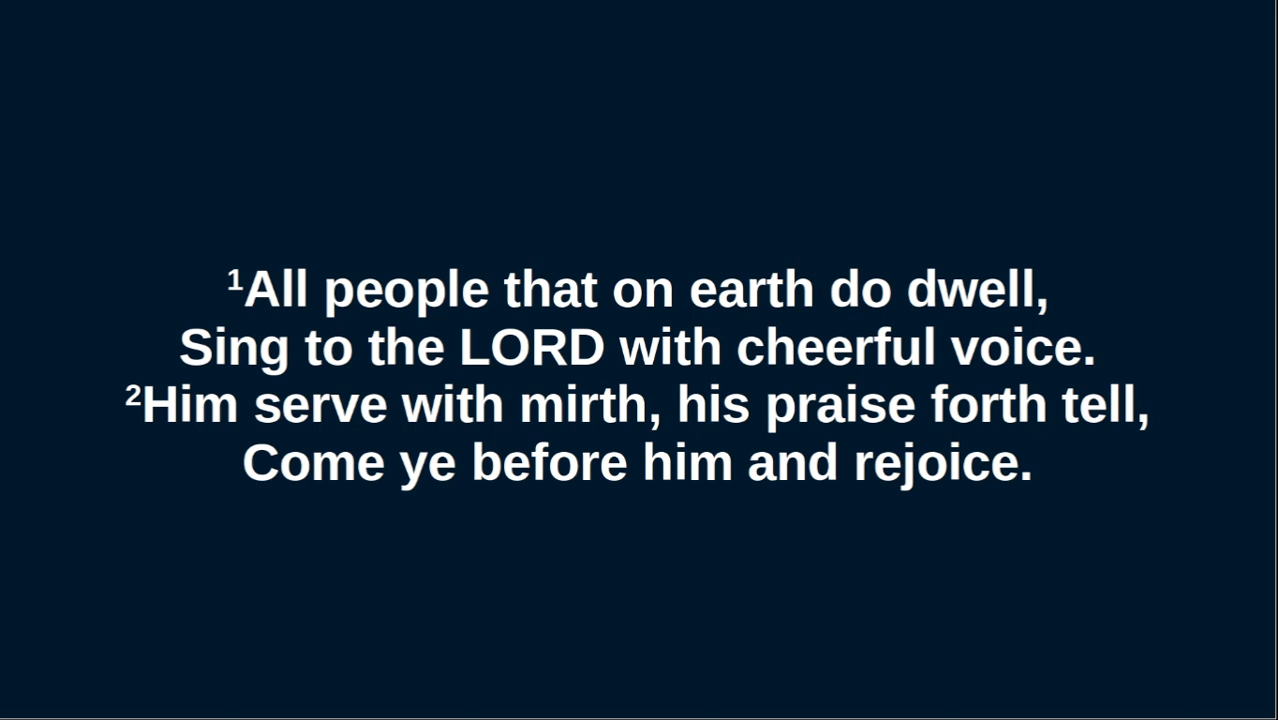 ¹All people that on earth do dwell,
Sing to the LORD with cheerful voice.
²Him serve with mirth, his praise forth tell,
Come ye before him and rejoice.